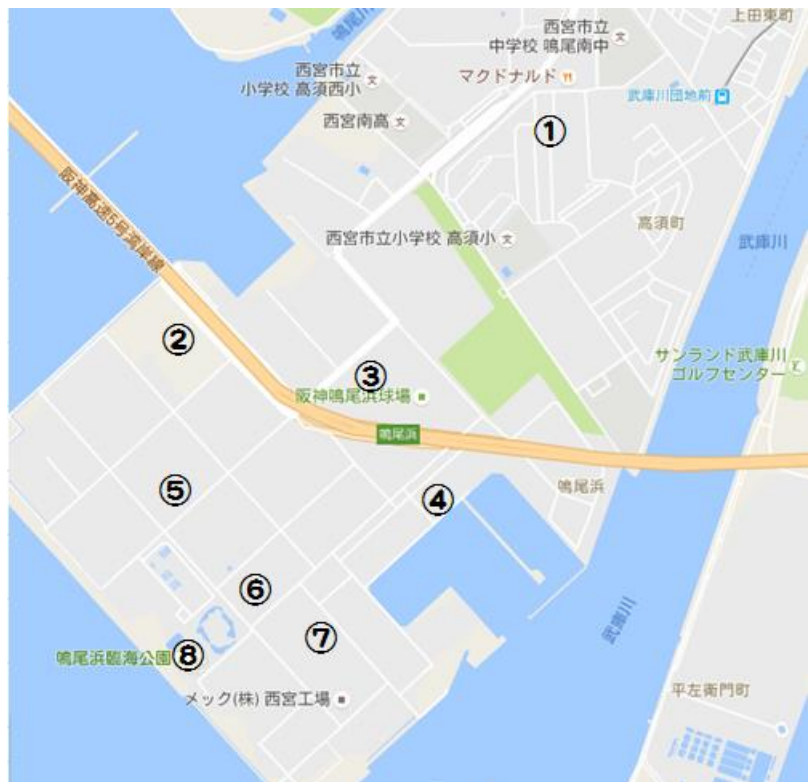 上田東町
鳴尾川
西宮市立
中学校 鳴尾南中
西宮市立
小学校 高須西小
マクドナルド
武庫川団地前
西宮南高
①
阪神高速5号湾岸線
西宮市立小学校 高須小
高須町
武庫川
②
③
サンランド武庫川
ゴルフセンター
阪神鳴尾浜球場
鳴尾浜
⑤
④
鳴尾浜
⑥
武庫川
⑦
鳴尾浜臨海公園
⑧
メック(株) 西宮工場
平左衛門町